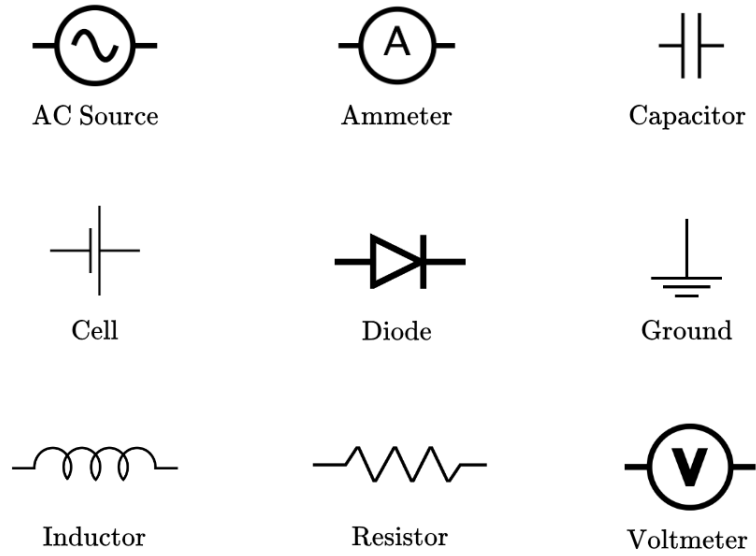 A
AC Source
Ammeter
Capacitor
Cell
Diode
Ground
V
Inductor
Resistor
Voltmeter